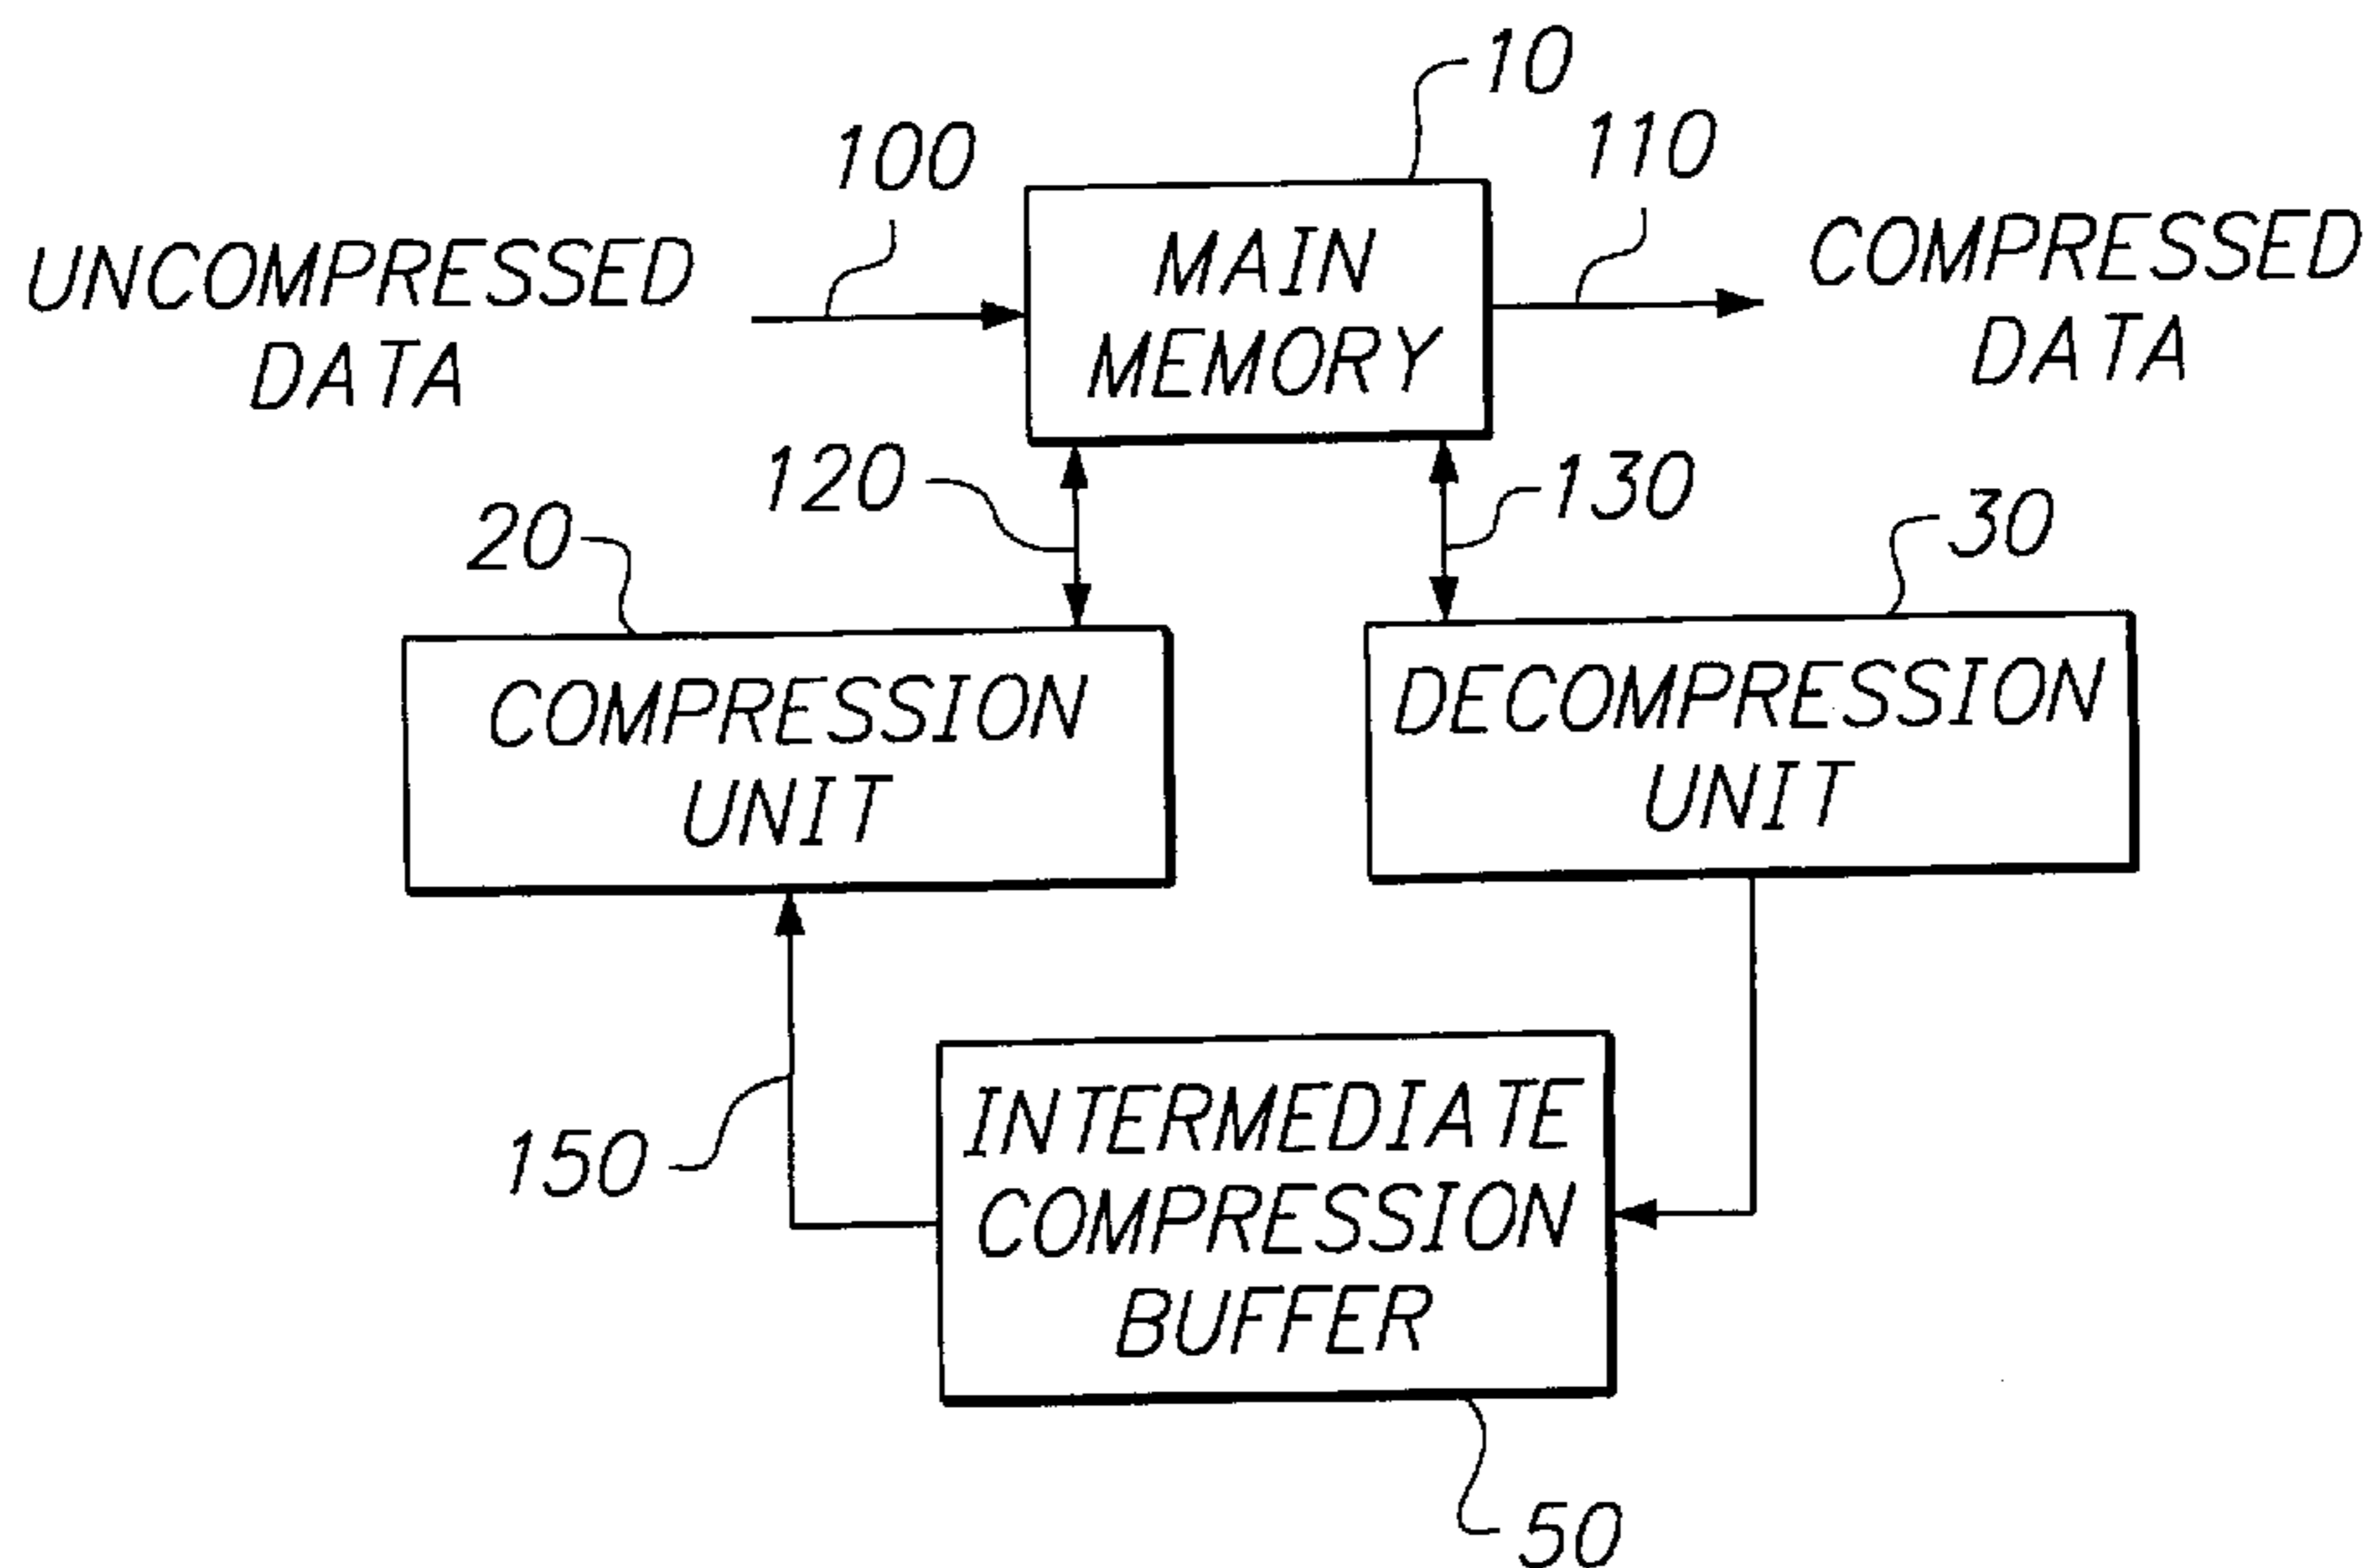 10
100
110
UNCOMPRESSED
DATA
MAIN
MEMORY
COMPRESSED
DATA
120
130
20
30
COMPRESSION
UNIT
DECOMPRESSION
UNIT
150
INTERMEDIATE
COMPRESSION
BUFFER
50